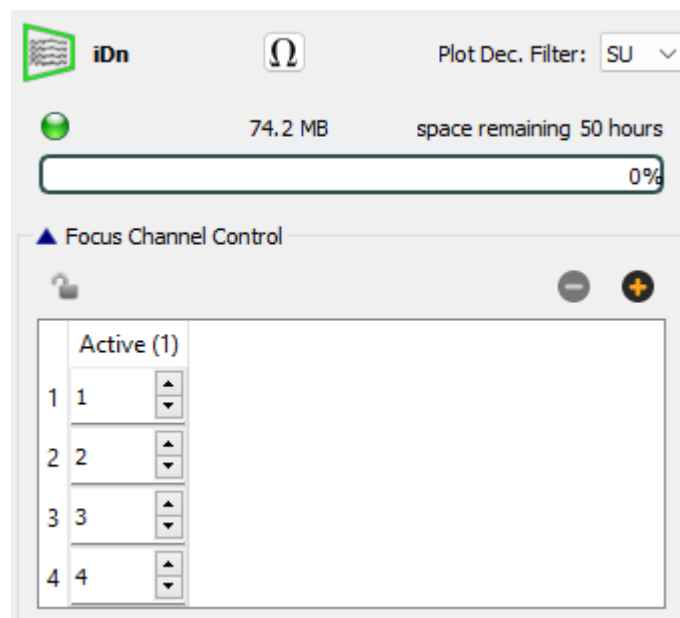 iDn Ω Plot Dec. Filter: SU
74.2 MB space remaining 50 hours
0%
Focus Channel Control
Active (1)
1 1
2 2
3 3
4 4